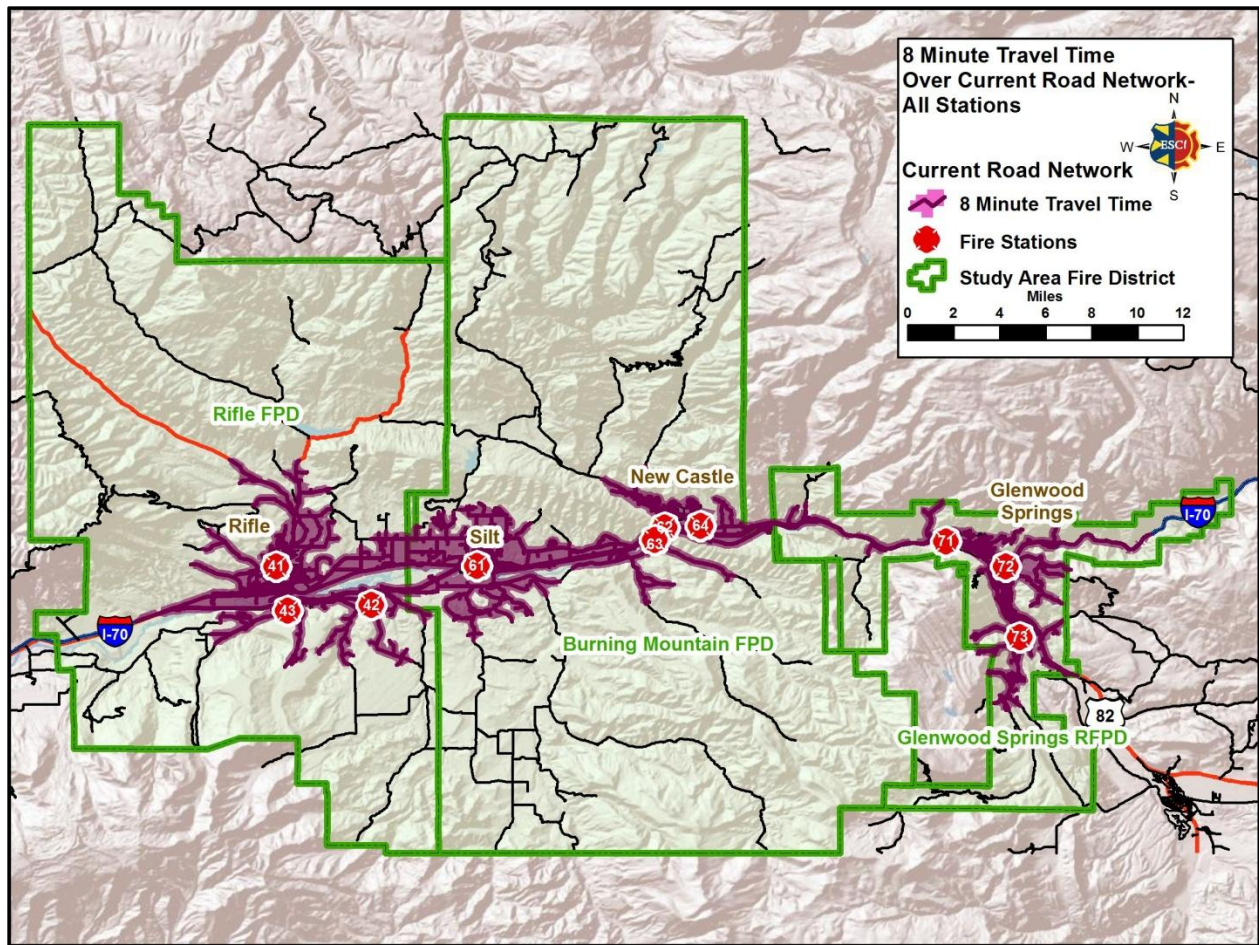 8 Minute Travel Time
Over Current Road Network-
All Stations
N
W
ESCi
E
S
Current Road Network
8 Minute Travel Time
Fire Stations
Study Area Fire District
Miles
0 2 4 6 8 10 12
Rifle FPD
New Castle
Glenwood
Springs
I-70
Rifle
Silt
62
64
63
71
41
61
72
43
42
I-70
73
Burning Mountain FPD
82
Glenwood Springs RFPD